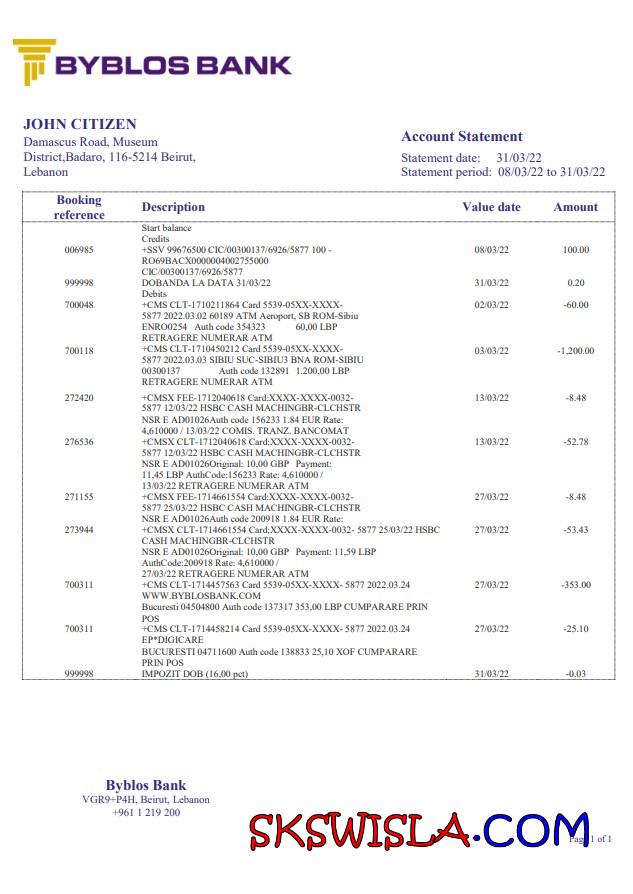 BYBLOS BANK
JOHN CITIZEN
Damascus Road, Museum
District,Badaro, 116-5214 Beirut,
Lebanon
Account Statement
Statement date: 31/03/22
Statement period: 08/03/22 to 31/03/22
Booking reference Description Value date Amount
Start balance
Credits
006985 +SSV 99676500 CIC/00300137/6926/5877 100 - 08/03/22 100.00
RO69BACX0000004002755000
CIC/00300137/6926/5877
999998 DOBANDA LA DATA 31/03/22 31/03/22 0.20
Debits
700048 +CMS CLT-1710211864 Card 5539-05XX-XXXX- 02/03/22 -60.00
5877 2022.03.02 60189 ATM Aeroport, SB ROM-Sibiu
ENRO0254 Auth code 354323 60,00 LBP
RETRAGERE NUMERAR ATM
700118 +CMS CLT-1710450212 Card 5539-05XX-XXXX- 03/03/22 -1,200.00
5877 2022.03.03 SIBIU SUC-SIBIU3 BNA ROM-SIBIU
00300137 Auth code 132891 1.200,00 LBP
RETRAGERE NUMERAR ATM
272420 +CMSX FEE-1712040618 Card:XXXX-XXXX-0032- 13/03/22 -8.48
5877 12/03/22 HSBC CASH MACHINGBR-CLCHSTR
NSR E AD01026Auth code 156233 1.84 EUR Rate:
4,610000 / 13/03/22 COMIS. TRANZ. BANCOMAT
276536 +CMSX CLT-1712040618 Card:XXXX-XXXX-0032- 13/03/22 -52.78
5877 12/03/22 HSBC CASH MACHINGBR-CLCHSTR
NSR E AD01026Original: 10,00 GBP Payment:
11,45 LBP AuthCode:156233 Rate: 4,610000 /
13/03/22 RETRAGERE NUMERAR ATM
271155 +CMSX FEE-1714661554 Card:XXXX-XXXX-0032- 27/03/22 -8.48
5877 25/03/22 HSBC CASH MACHINGBR-CLCHSTR
NSR E AD01026Auth code 200918 1.84 EUR Rate:
273944 +CMSX CLT-1714661554 Card:XXXX-XXXX-0032- 5877 25/03/22 HSBC 27/03/22 -53.43
CASH MACHINGBR-CLCHSTR
NSR E AD01026Original: 10,00 GBP Payment: 11,59 LBP
AuthCode:200918 Rate: 4,610000 /
27/03/22 RETRAGERE NUMERAR ATM
700311 +CMS CLT-1714457563 Card 5539-05XX-XXXX- 5877 2022.03.24 27/03/22 -353.00
WWW.BYBLOSBANK.COM
Bucuresti 04504800 Auth code 137317 353,00 LBP CUMPARARE PRIN
POS
700311 +CMS CLT-1714458214 Card 5539-05XX-XXXX- 5877 2022.03.24 27/03/22 -25.10
EP*DIGICARE
BUCURESTI 04711600 Auth code 138833 25,10 XOF CUMPARARE
PRIN POS
999998 IMPOZIT DOB (16,00 pct) 31/03/22 -0.03
Byblos Bank
VGR9+P4H, Beirut, Lebanon
+961 1 219 200
SKSWISLA.COM
Page 1 of 1